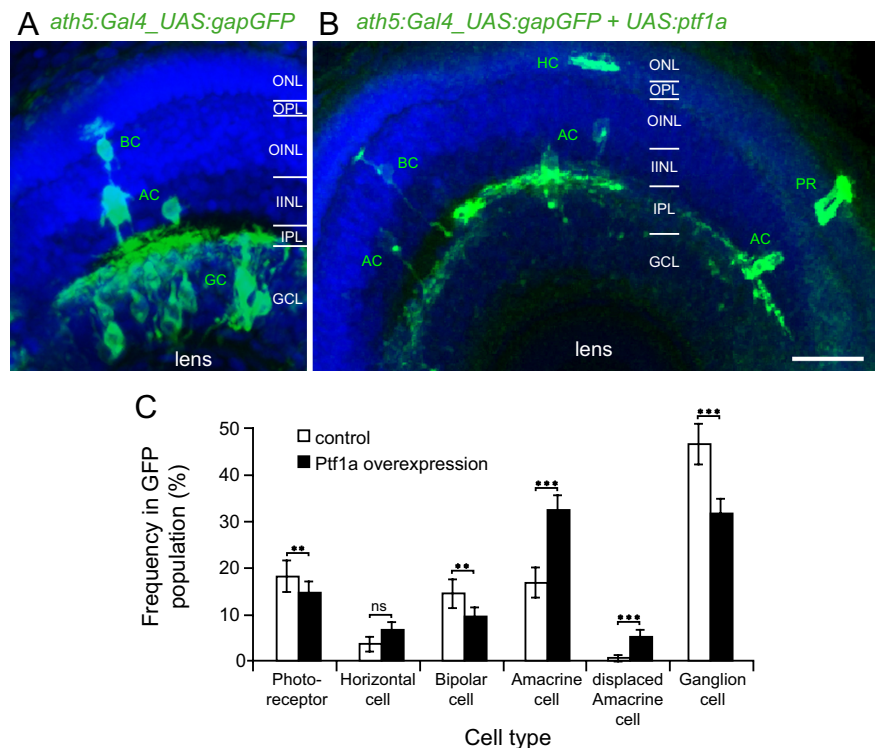 A ath5:Gal4_UAS:gapGFP
ONL
OPL
OINL
IINL
IPL
GCL
BC
AC
GC
lens
B ath5:Gal4_UAS:gapGFP + UAS:ptf1a
HC
ONL
OPL
OINL
IINL
IPL
GCL
AC
BC
PR
AC
AC
lens
C
Frequency in GFP
population (%)
50
40
30
20
10
0
control
Ptf1a overexpression
**
ns
**
***
***
***
Photo-
receptor
Horizontal
cell
Bipolar
cell
Amacrine
cell
displaced
Amacrine
cell
Ganglion
cell
Cell type